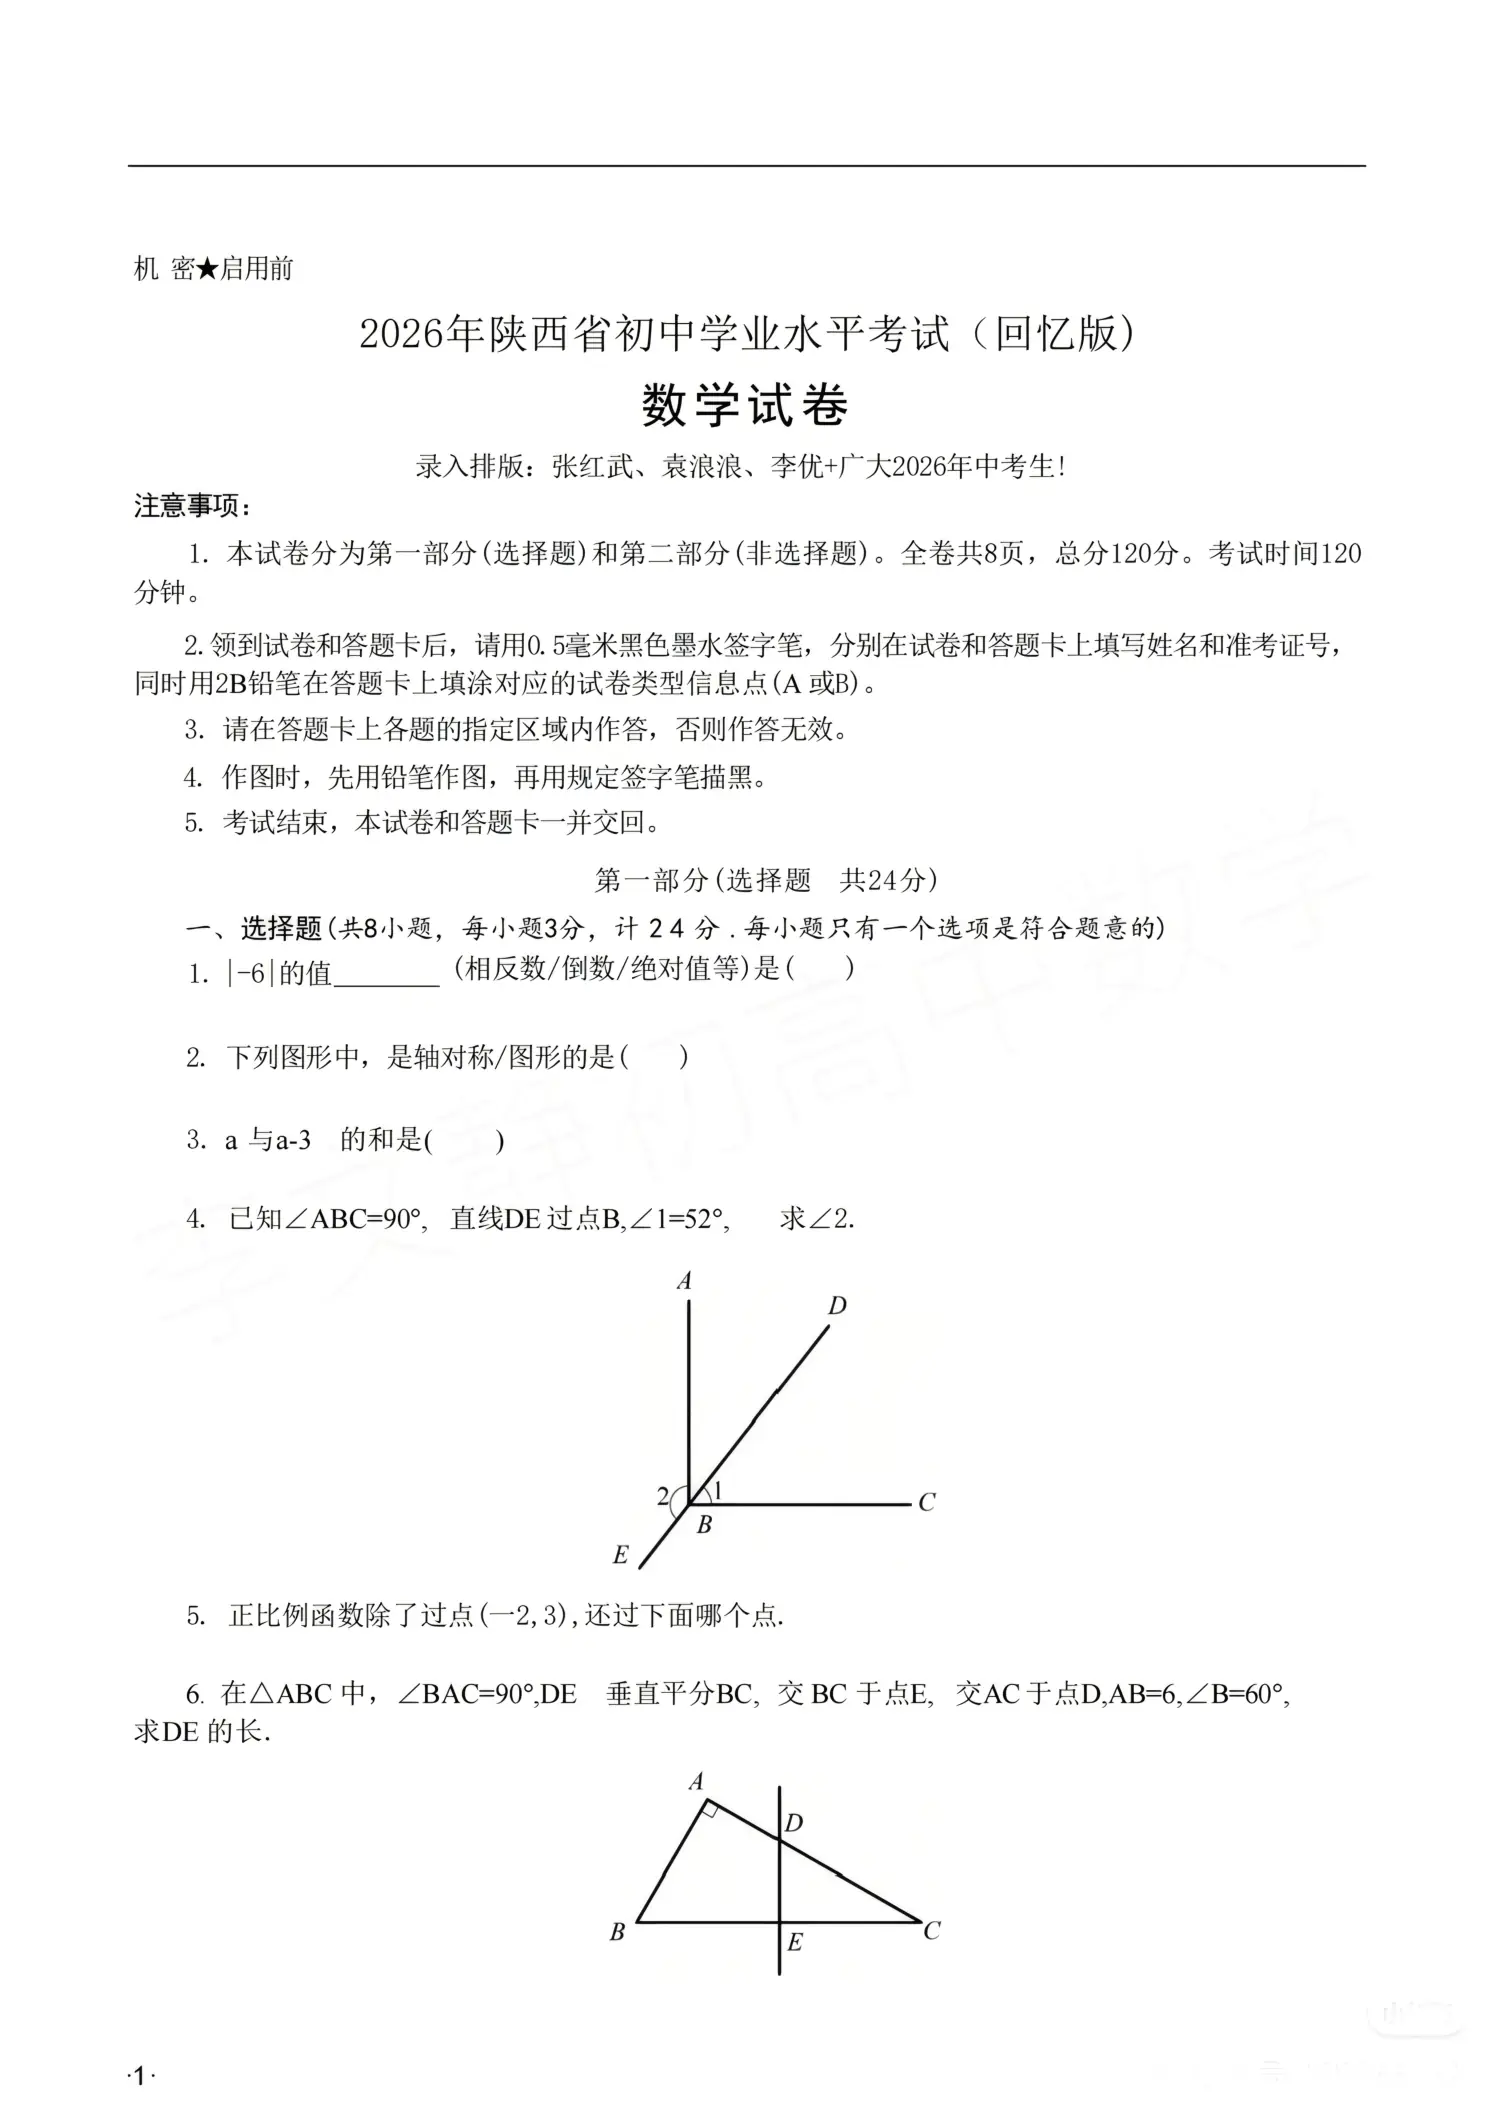 机 密★启用前
2026年陕西省初中学业水平考试（回忆版）
数学试卷
录入排版：张红武、袁浪浪、李优+广大2026年中考生！
注意事项：
1. 本试卷分为第一部分(选择题)和第二部分(非选择题)。全卷共8页，总分120分。考试时间120
分钟。
2.领到试卷和答题卡后，请用0.5毫米黑色墨水签字笔，分别在试卷和答题卡上填写姓名和准考证号，
同时用2B铅笔在答题卡上填涂对应的试卷类型信息点(A 或B)。
3. 请在答题卡上各题的指定区域内作答，否则作答无效。
4. 作图时，先用铅笔作图，再用规定签字笔描黑。
5. 考试结束，本试卷和答题卡一并交回。
第一部分(选择题 共24分)
一、选择题(共8小题，每小题3分，计 2 4 分 . 每小题只有一个选项是符合题意的)
1. |-6|的值________ (相反数/倒数/绝对值等)是( )
2. 下列图形中，是轴对称/图形的是( )
3. a 与a-3 的和是( )
4. 已知∠ABC=90°, 直线DE过点B,∠1=52°, 求∠2.
A
D
2
1
C
B
E
5. 正比例函数除了过点(一2,3),还过下面哪个点.
6. 在△ABC 中，∠BAC=90°,DE 垂直平分BC, 交 BC 于点E, 交AC 于点D,AB=6,∠B=60°,
求DE 的长.
A
D
B
E
C
李文静初高中数学
·1·